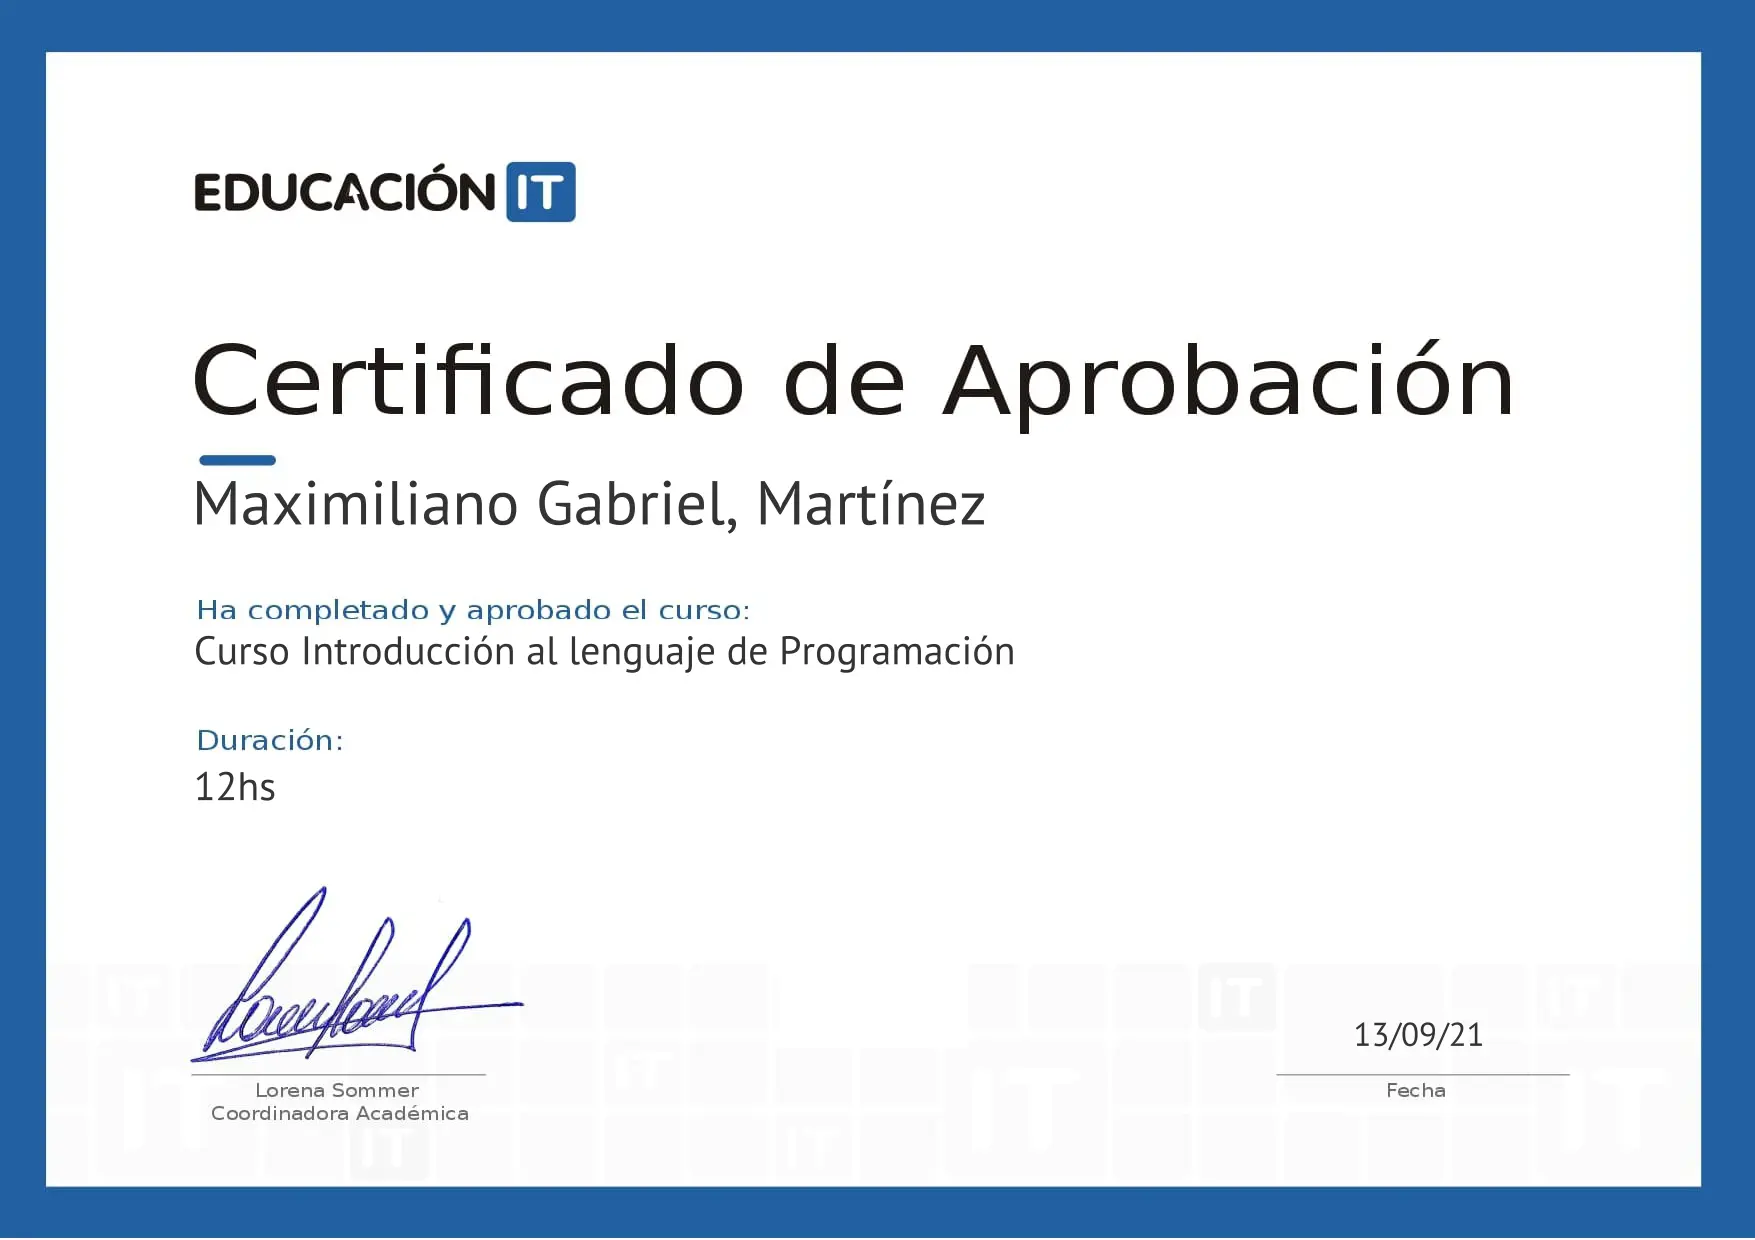 EDUCACIÓN IT
Certificado de Aprobación
Maximiliano Gabriel, Martínez
Ha completado y aprobado el curso:
Curso Introducción al lenguaje de Programación
Duración:
12hs
13/09/21
Lorena Sommer
Coordinadora Académica
Fecha